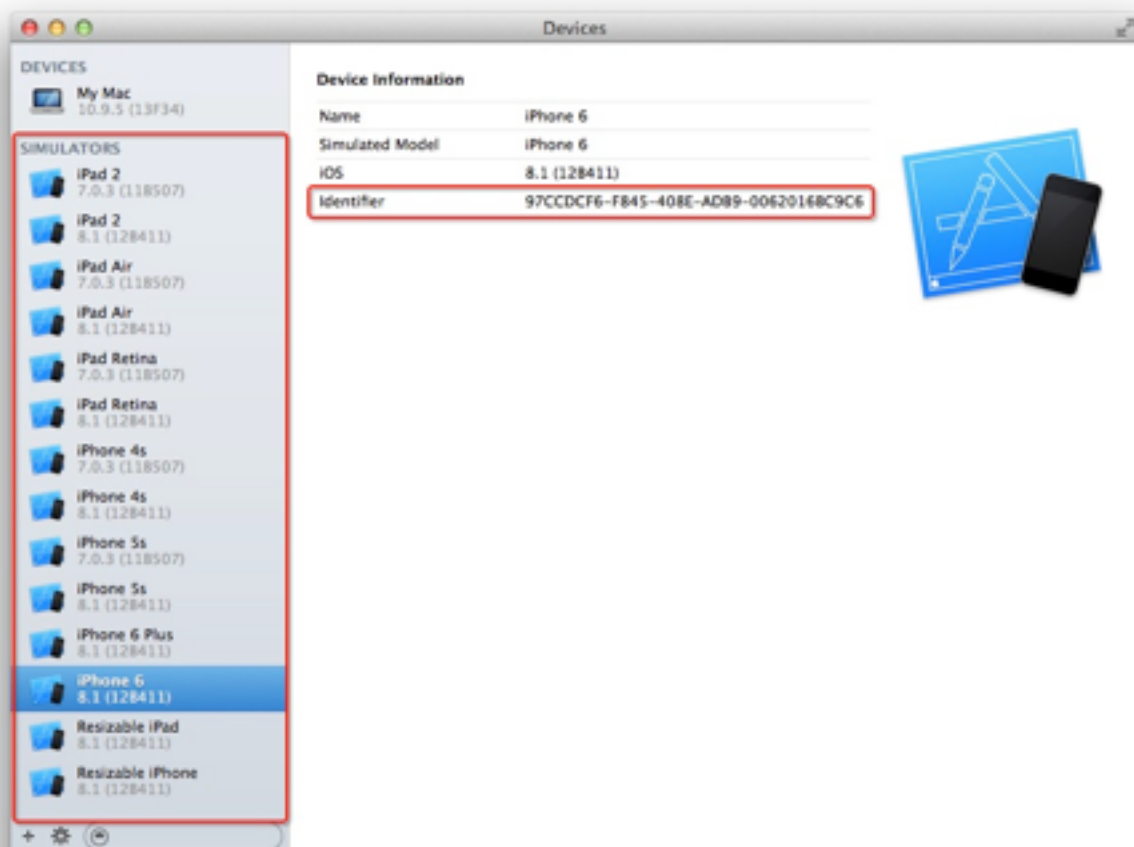 Devices
DEVICES
My Mac
10.9.5 (13F34)
SIMULATORS
iPad 2
7.0.3 (11B507)
iPad 2
8.1 (12B411)
iPad Air
7.0.3 (11B507)
iPad Air
8.1 (12B411)
iPad Retina
7.0.3 (11B507)
iPad Retina
8.1 (12B411)
iPhone 4s
7.0.3 (11B507)
iPhone 4s
8.1 (12B411)
iPhone 5s
7.0.3 (11B507)
iPhone 5s
8.1 (12B411)
iPhone 6 Plus
8.1 (12B411)
iPhone 6
8.1 (12B411)
Resizable iPad
8.1 (12B411)
Resizable iPhone
8.1 (12B411)
Device Information
Name iPhone 6
Simulated Model iPhone 6
iOS 8.1 (12B411)
Identifier 97CCDCF6-F845-408E-ADB9-00620168C9C6